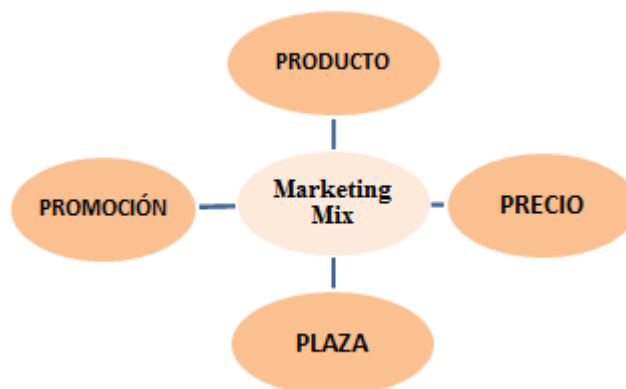 PRODUCTO
PROMOCIÓN
Marketing
Mix
PRECIO
PLAZA